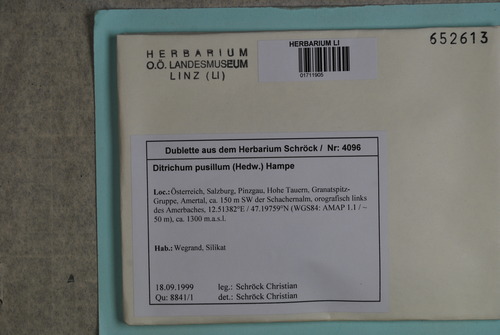 HERBARIUM
O.Ö. LANDESMUSEUM
LINZ (LI)
HERBARIUM LI
01711905
652613
Dublette aus dem Herbarium Schröck / Nr: 4096
Ditrichum pusillum (Hedw.) Hampe
Loc.: Österreich, Salzburg, Pinzgau, Hohe Tauern, Granatspitz-
Gruppe, Amertal, ca. 150 m SW der Schachernalm, orografisch links
des Amerbaches, 12.51382°E / 47.19759°N (WGS84: AMAP 1.1 / ~
50 m), ca. 1300 m.a.s.l.
Hab.: Wegrand, Silikat
18.09.1999 leg.: Schröck Christian
Qu: 8841/1 det.: Schröck Christian